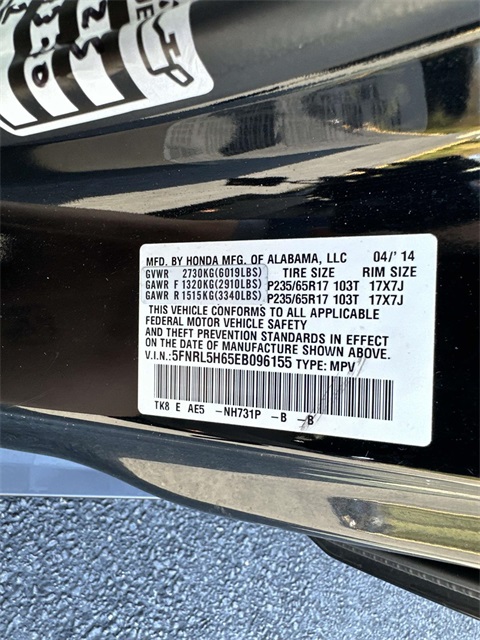 MFD. BY HONDA MFG. OF ALABAMA, LLC 04/'14
GVWR 2730KG(6019LBS) TIRE SIZE RIM SIZE
GAWR F 1320KG(2910LBS) P235/65R17 103T 17X7J
GAWR R 1515KG(3340LBS) P235/65R17 103T 17X7J
THIS VEHICLE CONFORMS TO ALL APPLICABLE
FEDERAL MOTOR VEHICLE SAFETY
AND THEFT PREVENTION STANDARDS IN EFFECT
ON THE DATE OF MANUFACTURE SHOWN ABOVE.
V.I.N.:5FNRL5H65EB096155 TYPE: MPV
TK8 E AE5 -NH731P -B -B